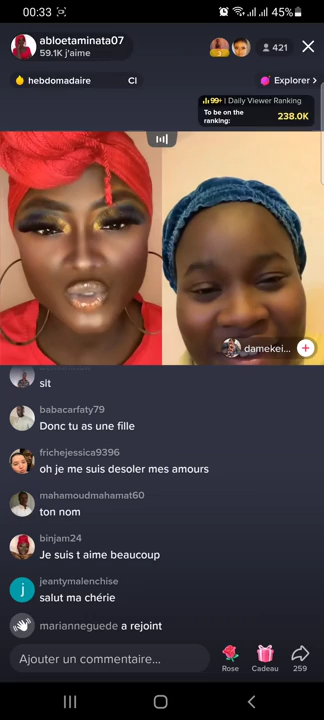 00:33
45%
abloetaminata07
59.1K j'aime
421
hebdomadaire
CI
Explorer >
99+ | Daily Viewer Ranking
To be on the
ranking:
238.0K
damekei...
sit
babacarfaty79
Donc tu as une fille
frichejessica9396
oh je me suis desoler mes amours
mahamoudmahamat60
ton nom
binjam24
Je suis t aime beaucoup
j
jeantymalenchise
salut ma chérie
marianneguede a rejoint
Ajouter un commentaire...
Rose
Cadeau
259